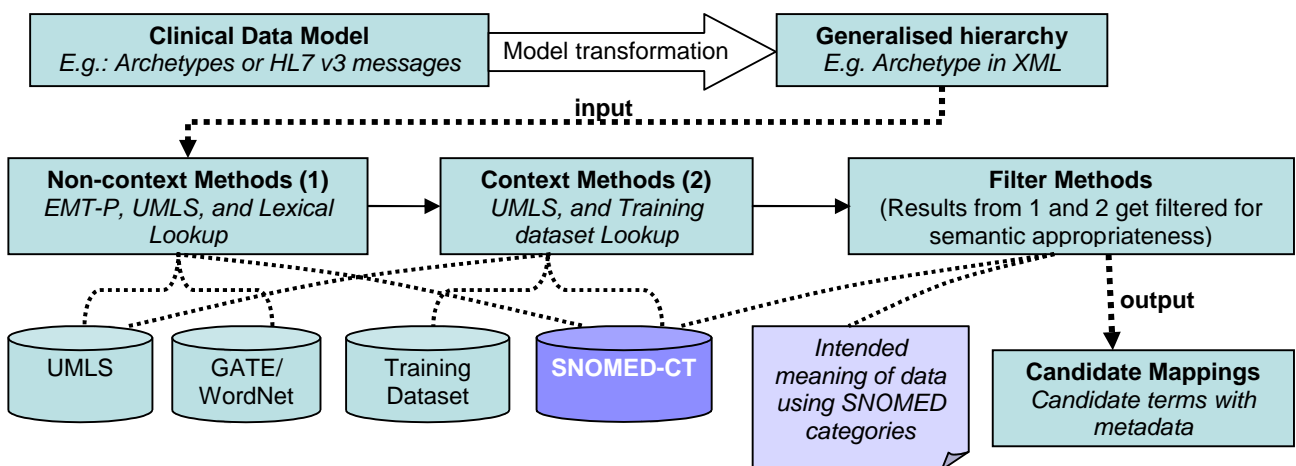 Clinical Data Model
E.g.: Archetypes or HL7 v3 messages
Model transformation
Generalised hierarchy
E.g. Archetype in XML
input
Non-context Methods (1)
EMT-P, UMLS, and Lexical
Lookup
Context Methods (2)
UMLS, and Training
dataset Lookup
Filter Methods
(Results from 1 and 2 get filtered for
semantic appropriateness)
output
UMLS
GATE/
WordNet
Training
Dataset
SNOMED-CT
Intended
meaning of data
using SNOMED
categories
Candidate Mappings
Candidate terms with
metadata